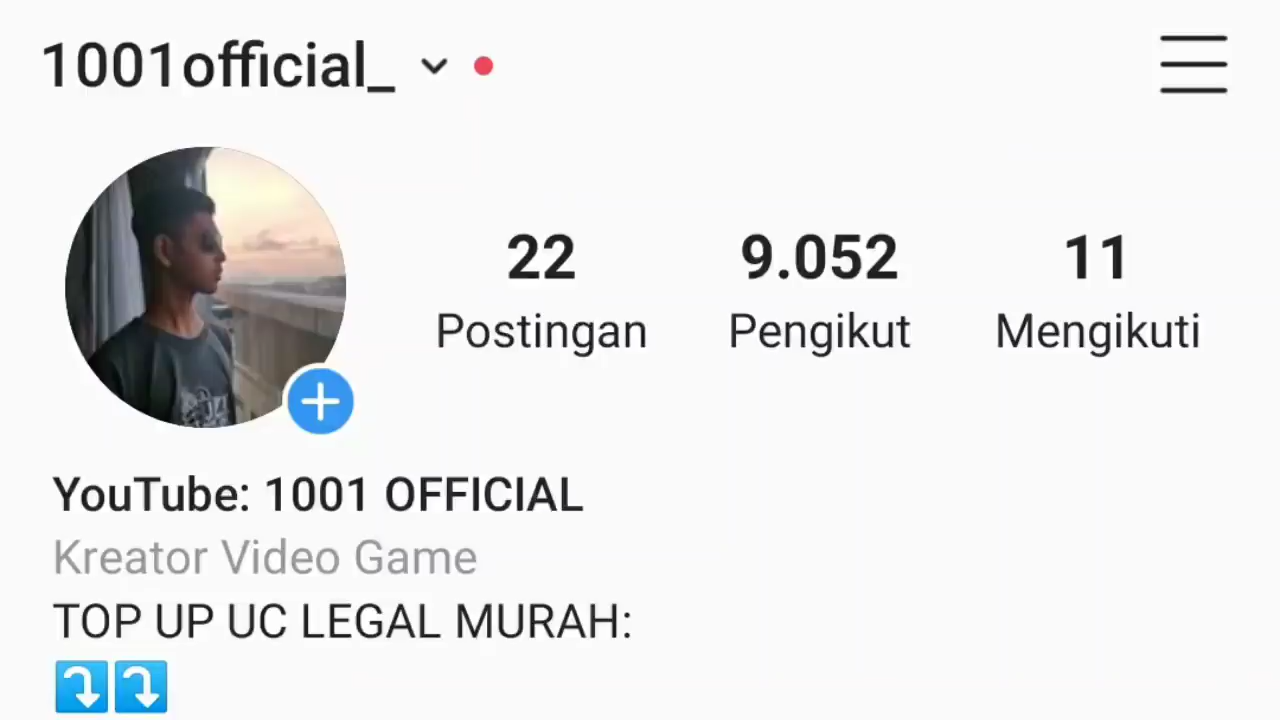 1001official_
22 9.052 11
Postingan Pengikut Mengikuti
YouTube: 1001 OFFICIAL
Kreator Video Game
TOP UP UC LEGAL MURAH:
⤵️⤵️